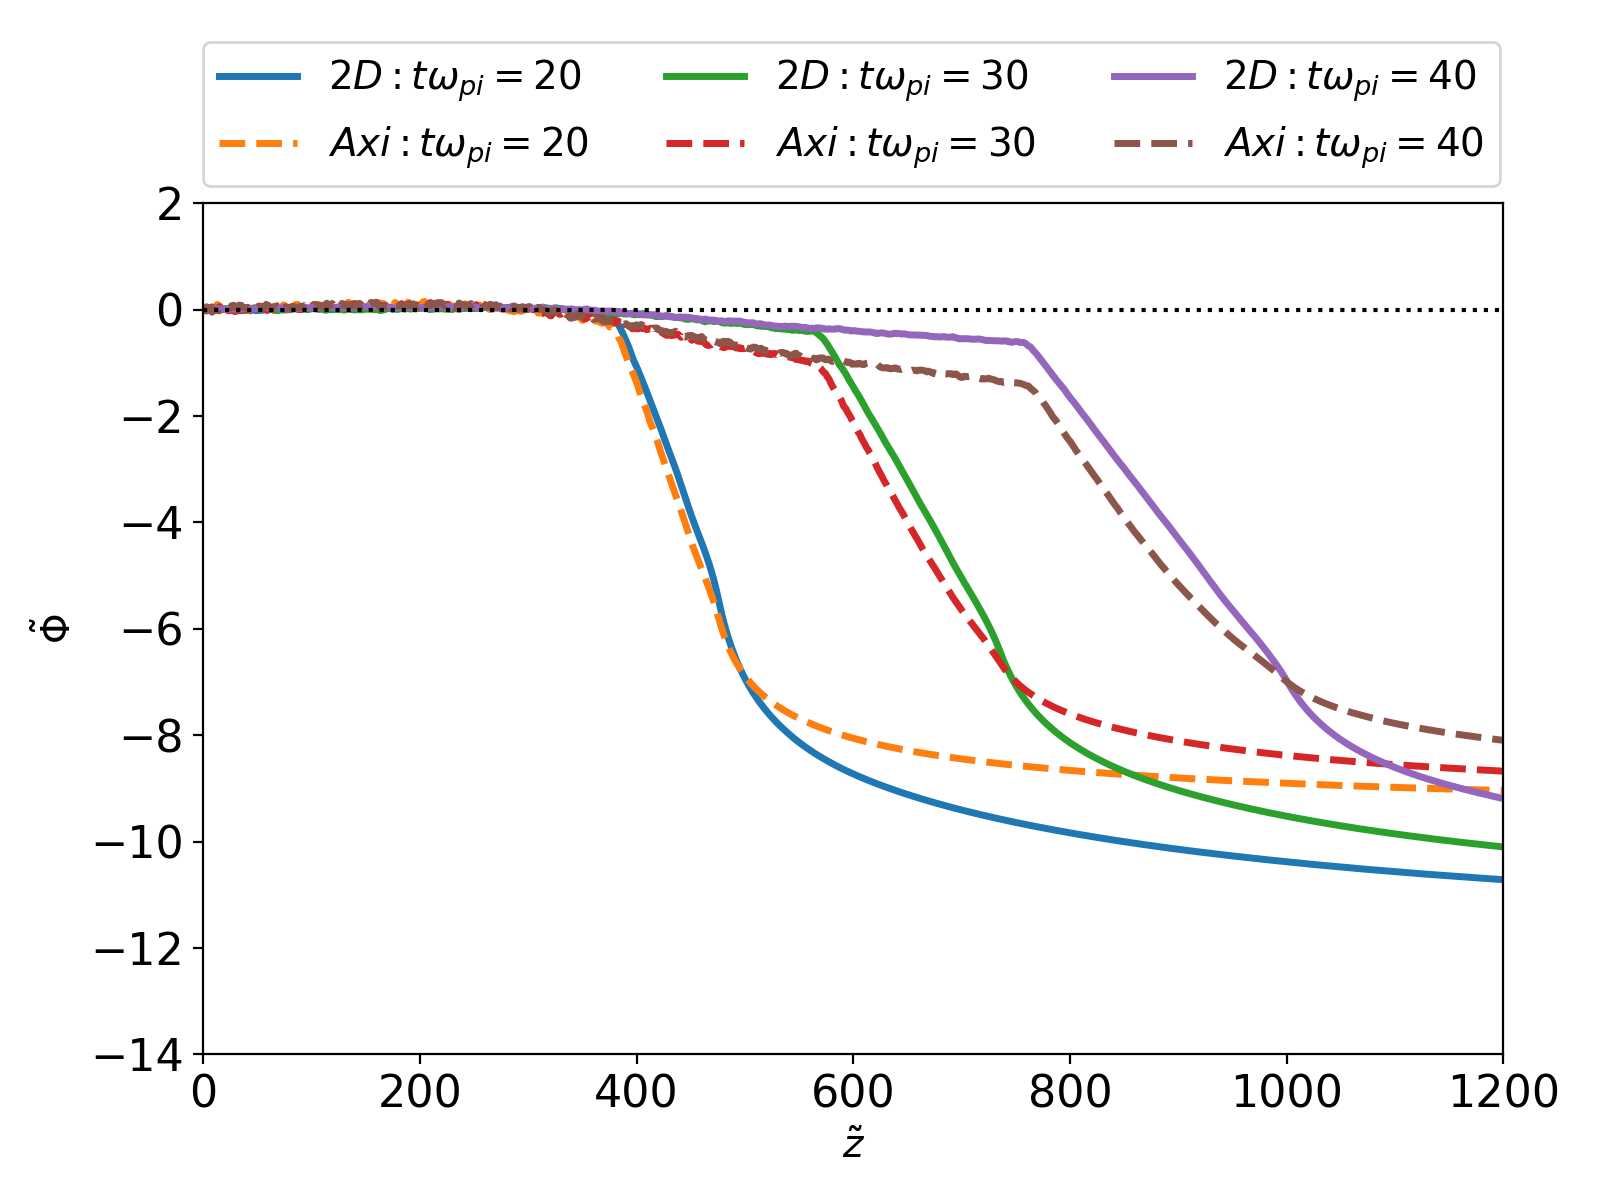 2D : tω_pi = 20 2D : tω_pi = 30 2D : tω_pi = 40
Axi : tω_pi = 20 Axi : tω_pi = 30 Axi : tω_pi = 40
2
0
−2
−4
−6
−8
−10
−12
−14
Φ̃
0 200 400 600 800 1000 1200
z̃